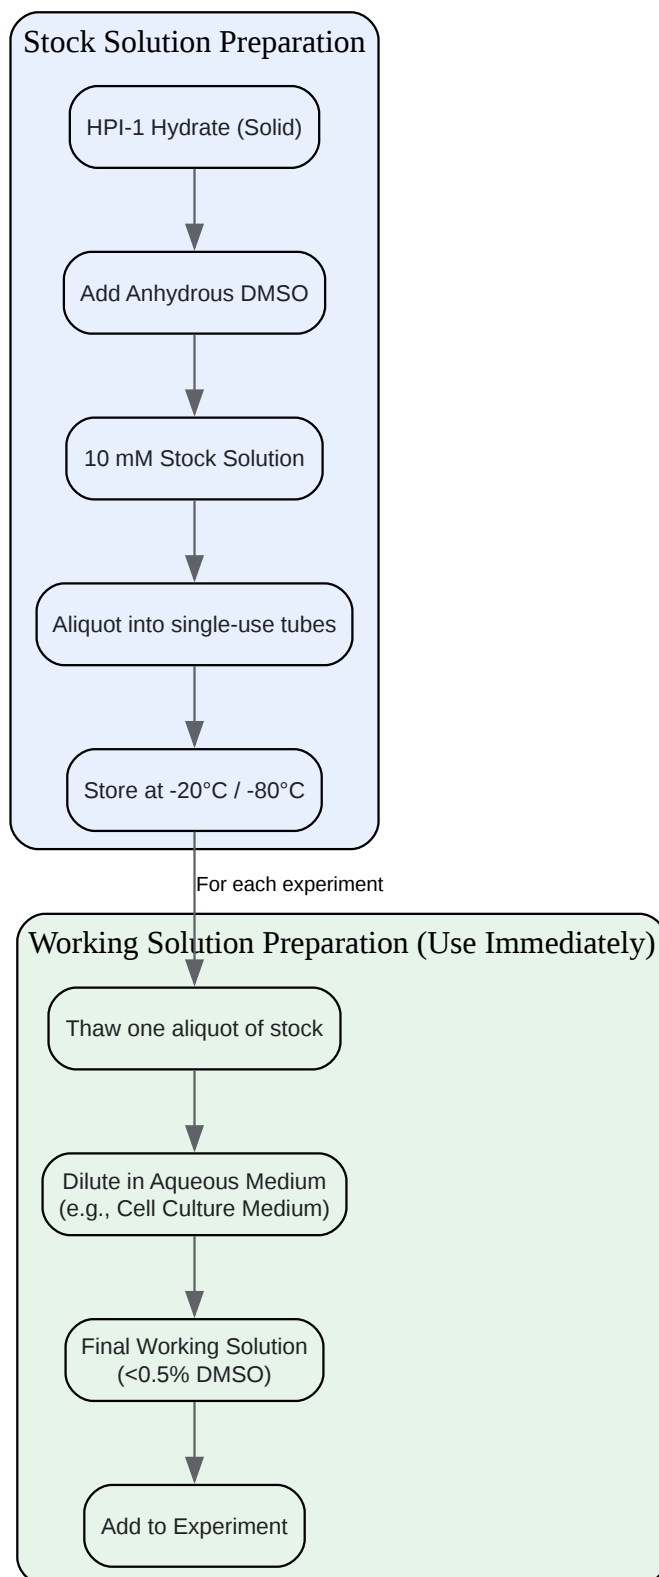 Stock Solution Preparation
HPI-1 Hydrate (Solid)
Add Anhydrous DMSO
10 mM Stock Solution
Aliquot into single-use tubes
Store at -20°C / -80°C
For each experiment
Working Solution Preparation (Use Immediately)
Thaw one aliquot of stock
Dilute in Aqueous Medium
(e.g., Cell Culture Medium)
Final Working Solution
(<0.5% DMSO)
Add to Experiment